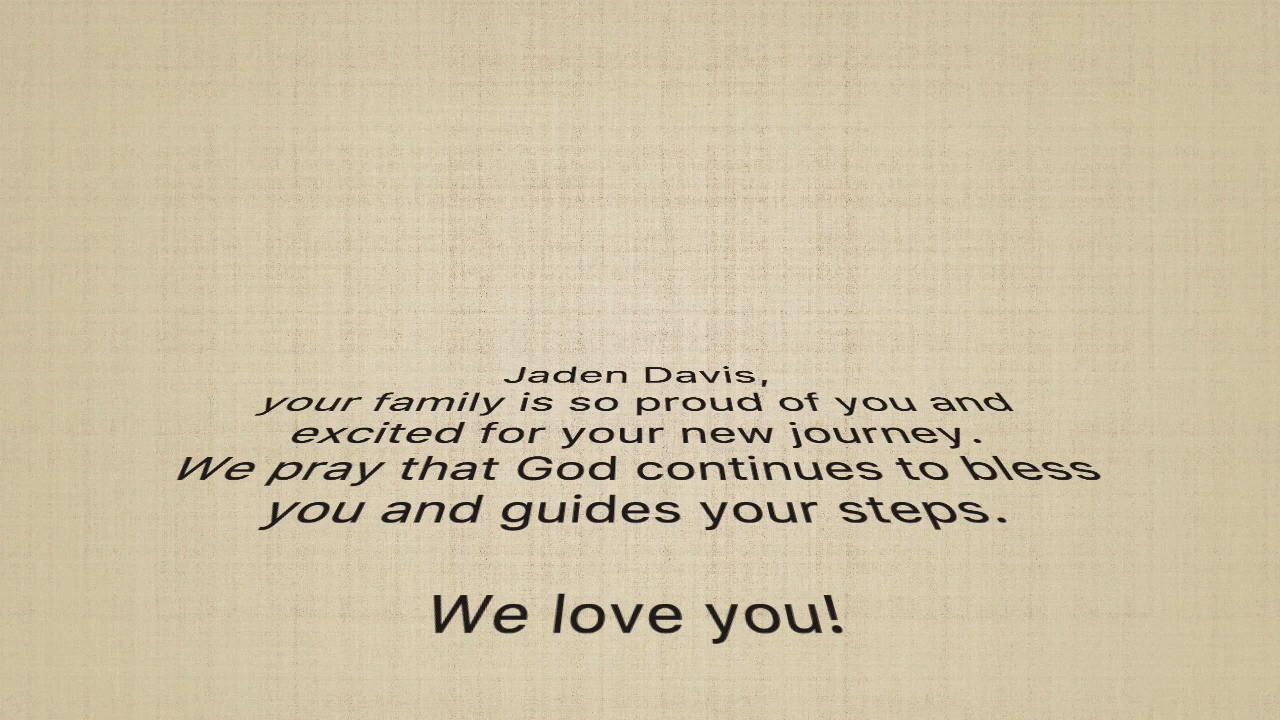 Jaden Davis,
your family is so proud of you and
excited for your new journey.
We pray that God continues to bless
you and guides your steps.
We love you!